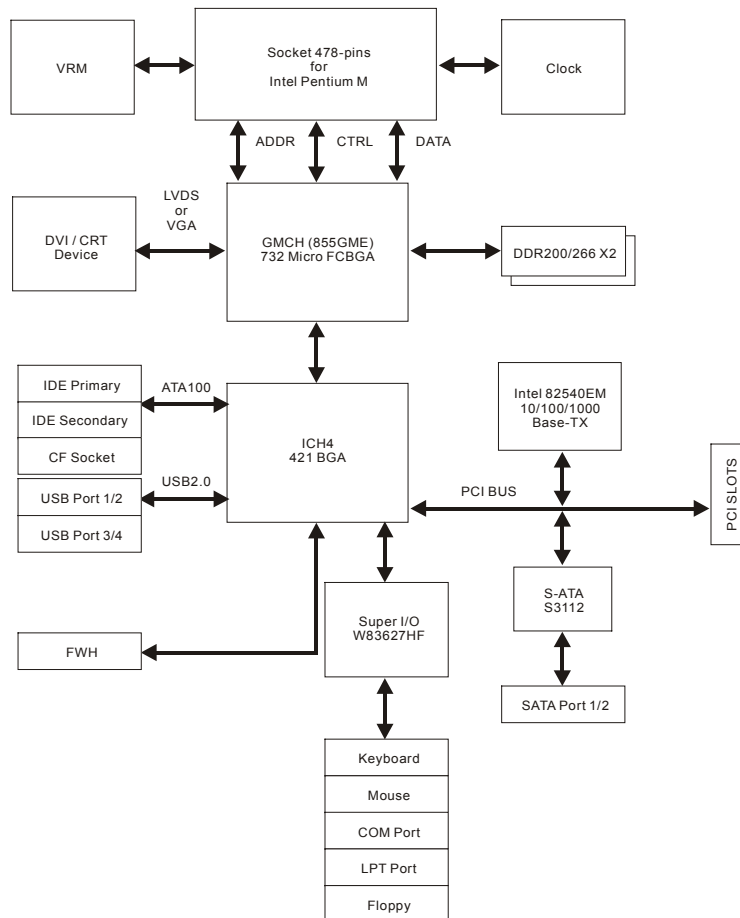 VRM
Socket 478-pins
for
Intel Pentium M
Clock
ADDR
CTRL
DATA
LVDS
or
VGA
DVI / CRT
Device
GMCH (855GME)
732 Micro FCBGA
DDR200/266 X2
IDE Primary
IDE Secondary
CF Socket
ATA100
USB Port 1/2
USB Port 3/4
USB2.0
ICH4
421 BGA
Intel 82540EM
10/100/1000
Base-TX
PCI BUS
PCI SLOTS
S-ATA
S3112
SATA Port 1/2
FWH
Super I/O
W83627HF
Keyboard
Mouse
COM Port
LPT Port
Floppy